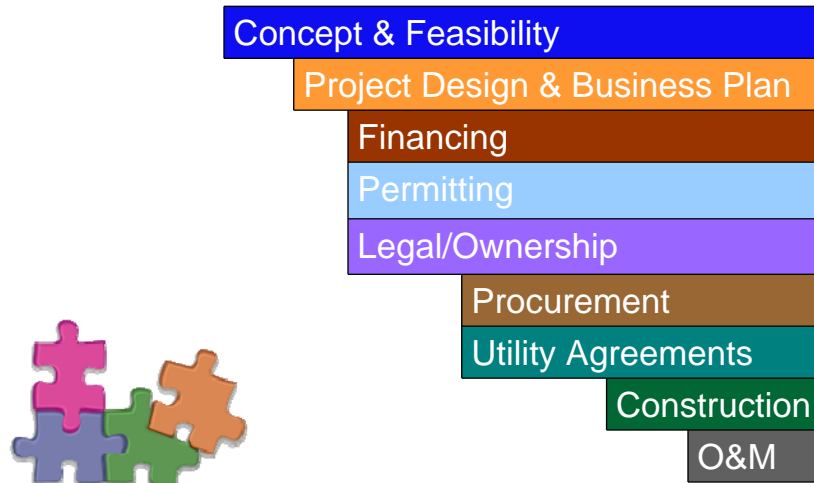 Concept & Feasibility
Project Design & Business Plan
Financing
Permitting
Legal/Ownership
Procurement
Utility Agreements
Construction
O&M